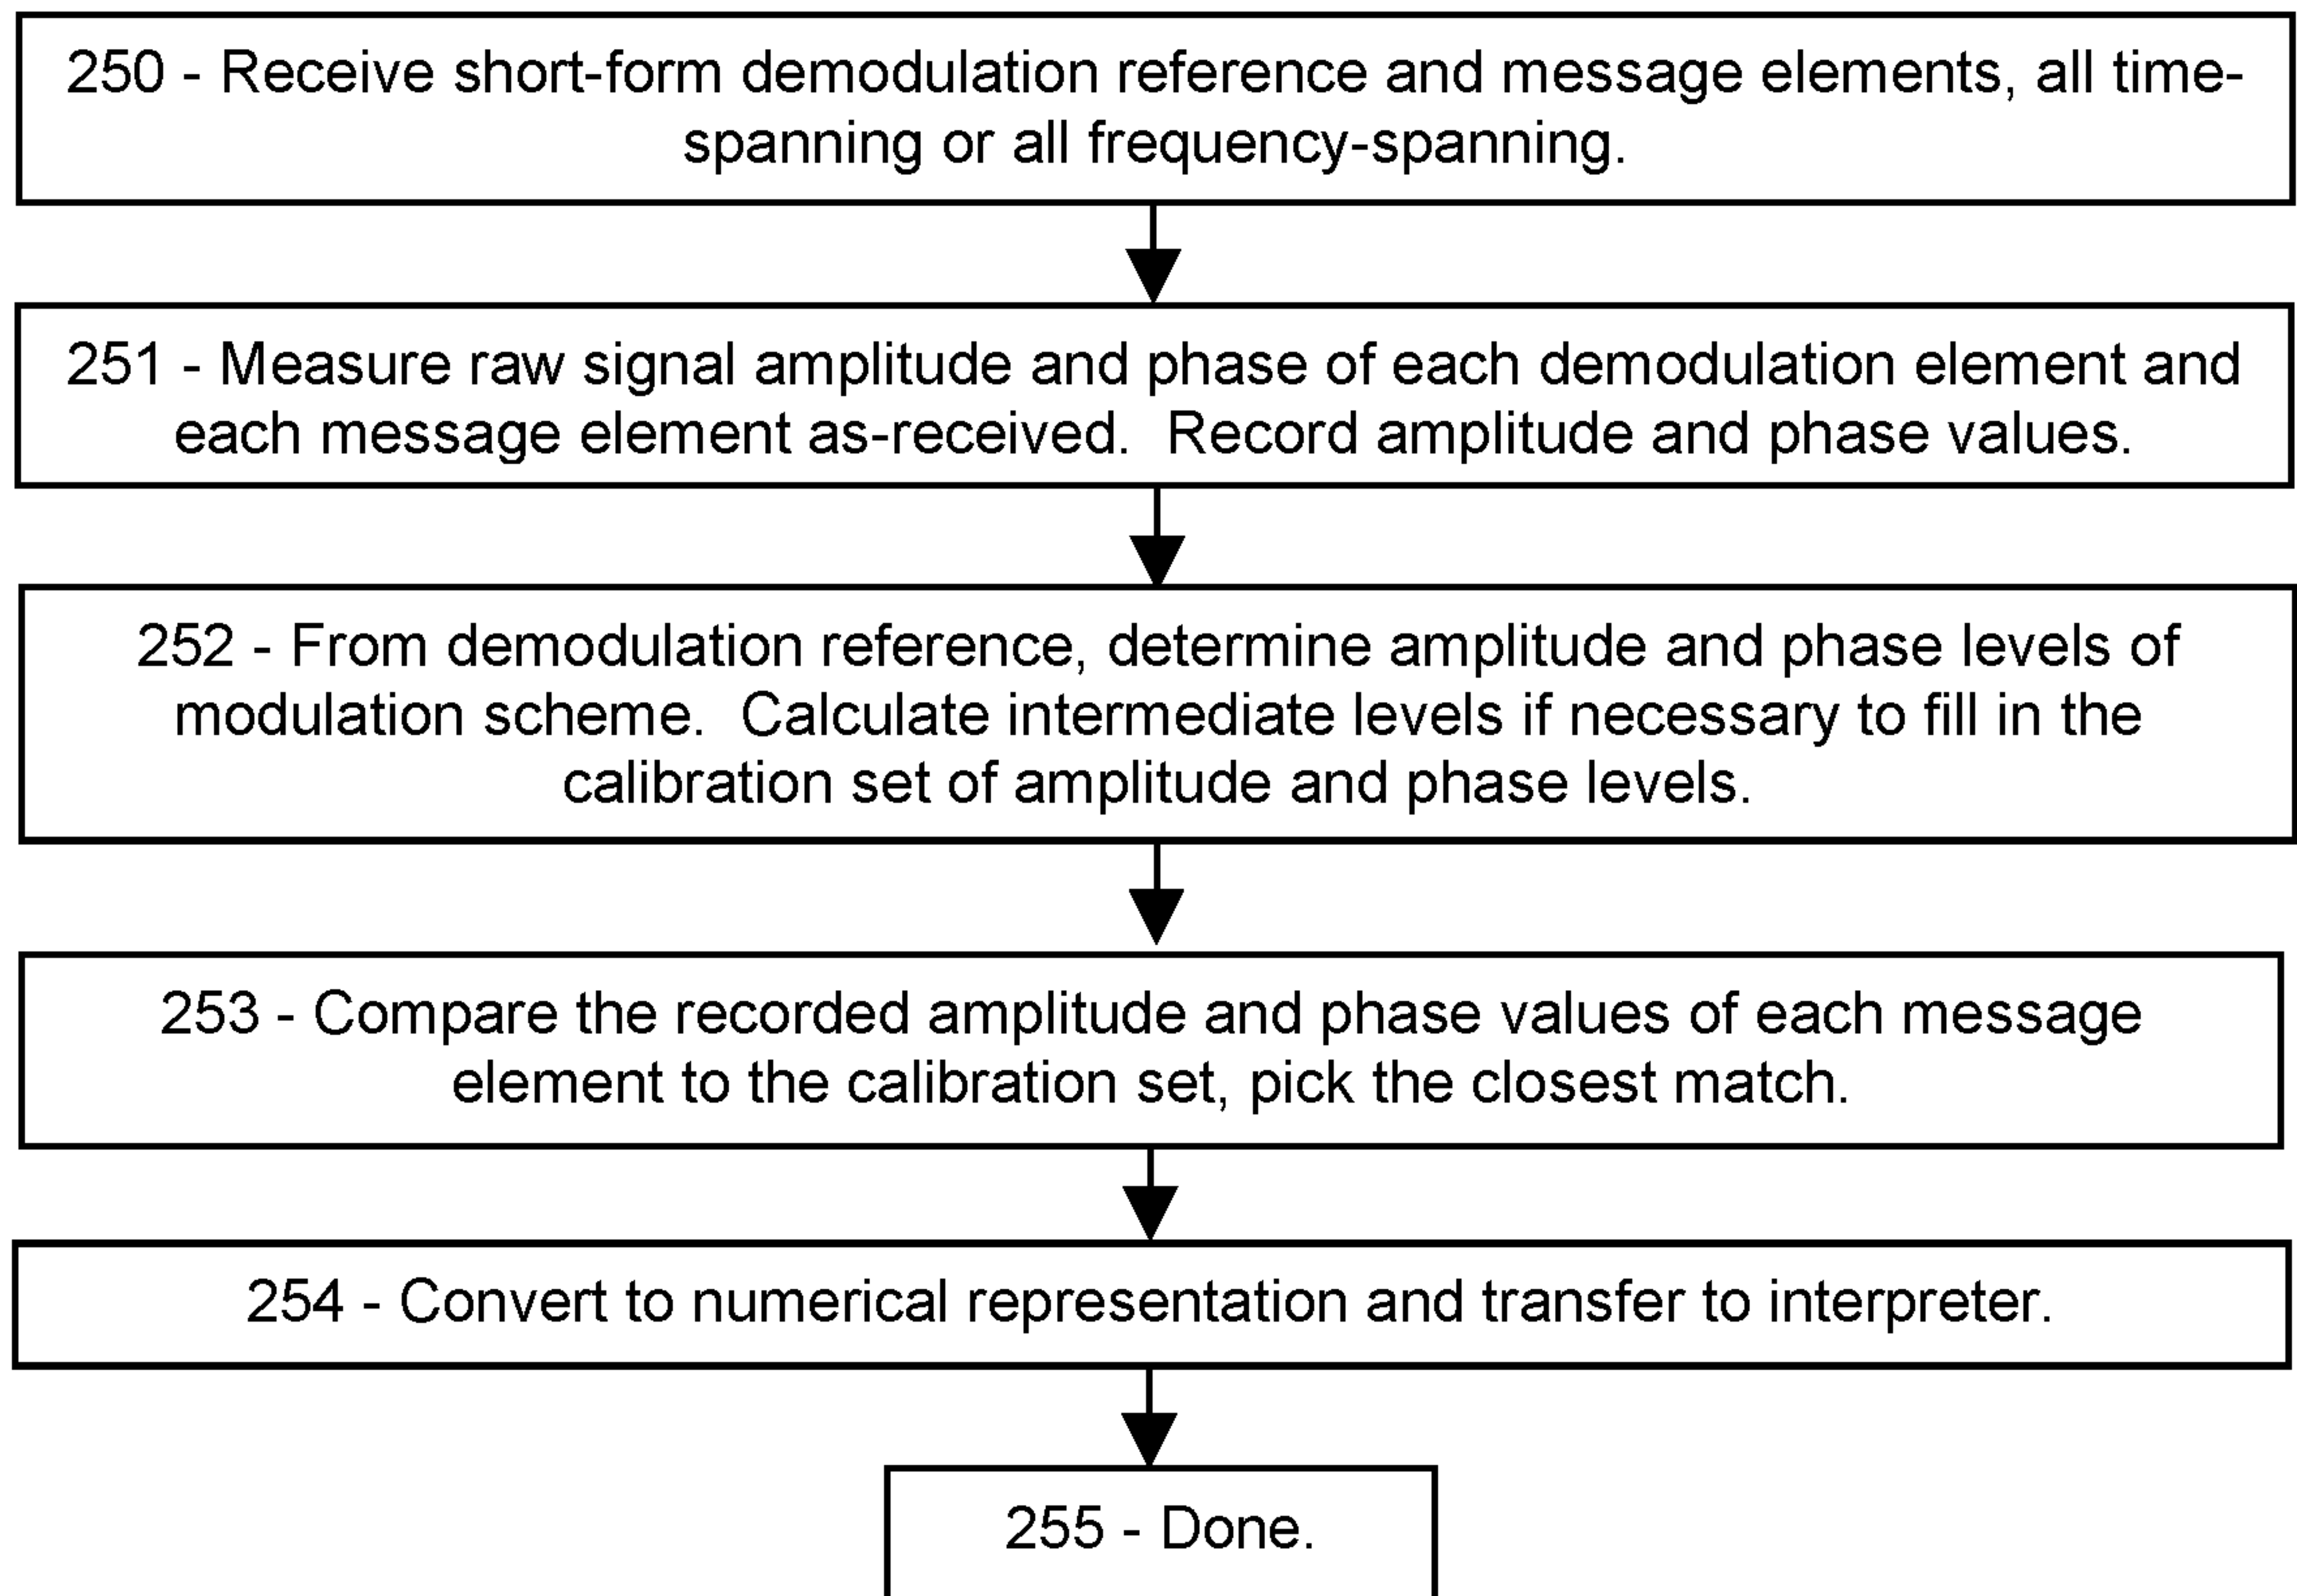 250 - Receive short-form demodulation reference and message elements, all time-
spanning or all frequency-spanning.
251 - Measure raw signal amplitude and phase of each demodulation element and
each message element as-received.  Record amplitude and phase values.
252 - From demodulation reference, determine amplitude and phase levels of
modulation scheme.  Calculate intermediate levels if necessary to fill in the
calibration set of amplitude and phase levels.
253 - Compare the recorded amplitude and phase values of each message
element to the calibration set, pick the closest match.
254 - Convert to numerical representation and transfer to interpreter.
255 - Done.